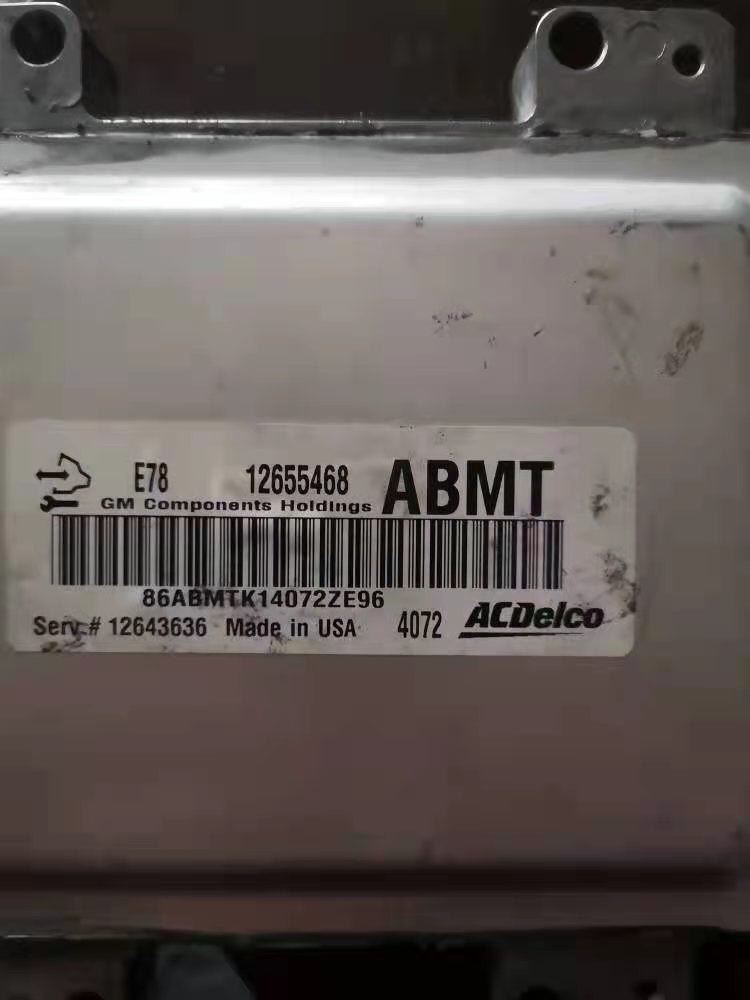 E78 12655468 ABMT
GM Components Holdings
86ABMTK14072ZE96
Serv.# 12643636 Made in USA 4072 ACDelco